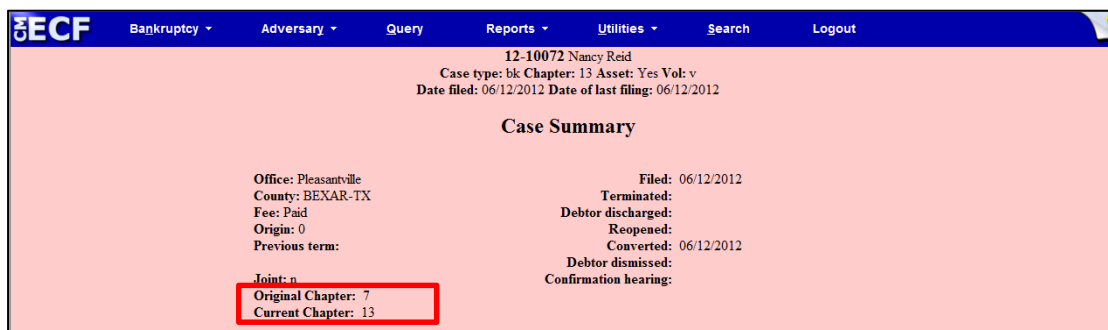 CM ECF Bankruptcy Adversary Query Reports Utilities Search Logout
12-10072 Nancy Reid
Case type: bk Chapter: 13 Asset: Yes Vol: v
Date filed: 06/12/2012 Date of last filing: 06/12/2012
Case Summary
Office: Pleasantville Filed: 06/12/2012
County: BEXAR-TX Terminated:
Fee: Paid Debtor discharged:
Origin: 0 Reopened:
Previous term: Converted: 06/12/2012
Debtor dismissed:
Joint: n Confirmation hearing:
Original Chapter: 7
Current Chapter: 13